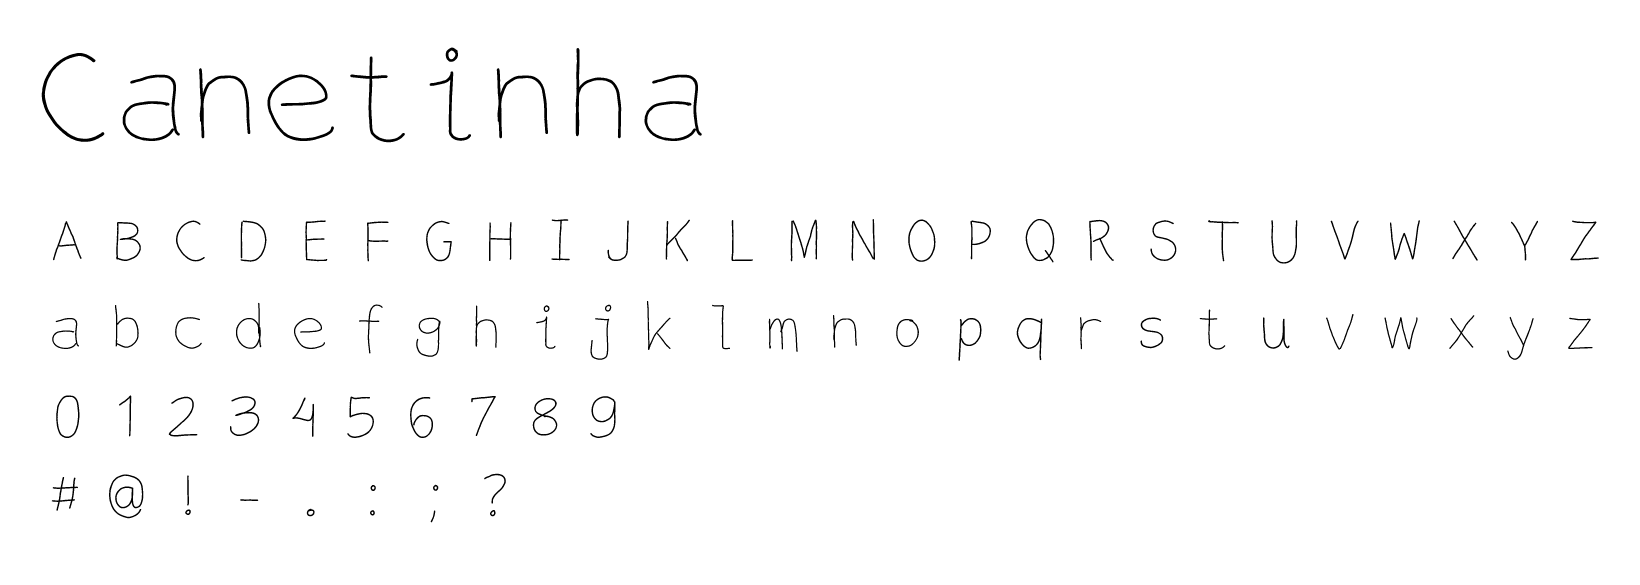 Canetinha
A B C D E F G H I J K L M N O P Q R S T U V W X Y Z
a b c d e f g h i j k l m n o p q r s t u v w x y z
0 1 2 3 4 5 6 7 8 9
# @ ! - . : ; ?